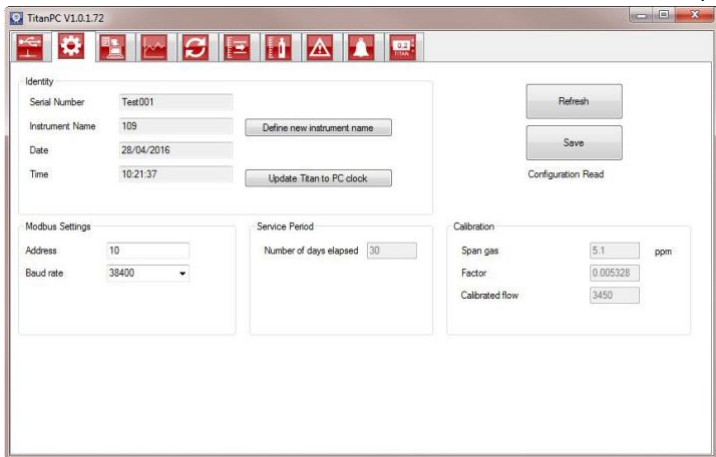 TitanPC V1.0.1.72
0.2
TITAN
Identity
Serial Number Test001
Instrument Name 109 Define new instrument name
Date 28/04/2016
Time 10:21:37 Update Titan to PC clock
Refresh
Save
Configuration Read
Modbus Settings
Address 10
Baud rate 38400
Service Period
Number of days elapsed 30
Calibration
Span gas 5.1 ppm
Factor 0.005328
Calibrated flow 3450